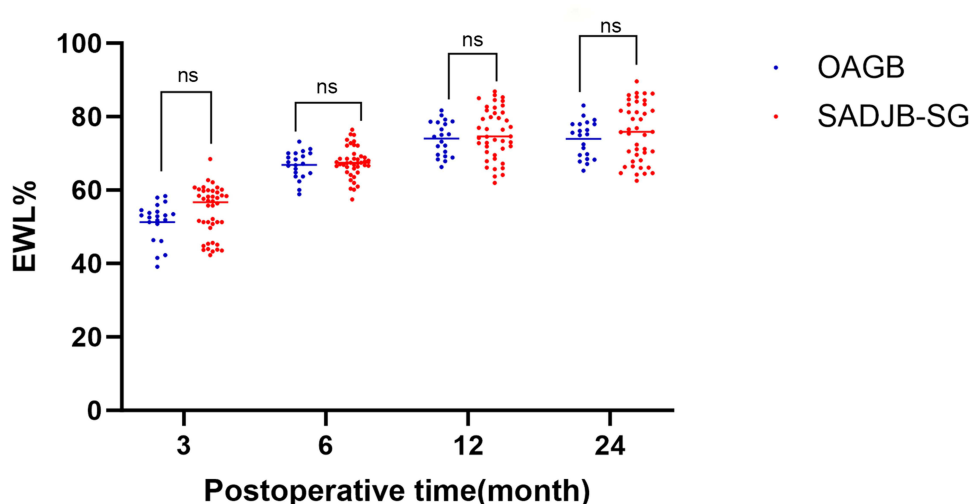 ns
ns
ns
ns
OAGB
SADJB-SG
EWL%
100
80
60
40
20
0
3 6 12 24
Postoperative time(month)